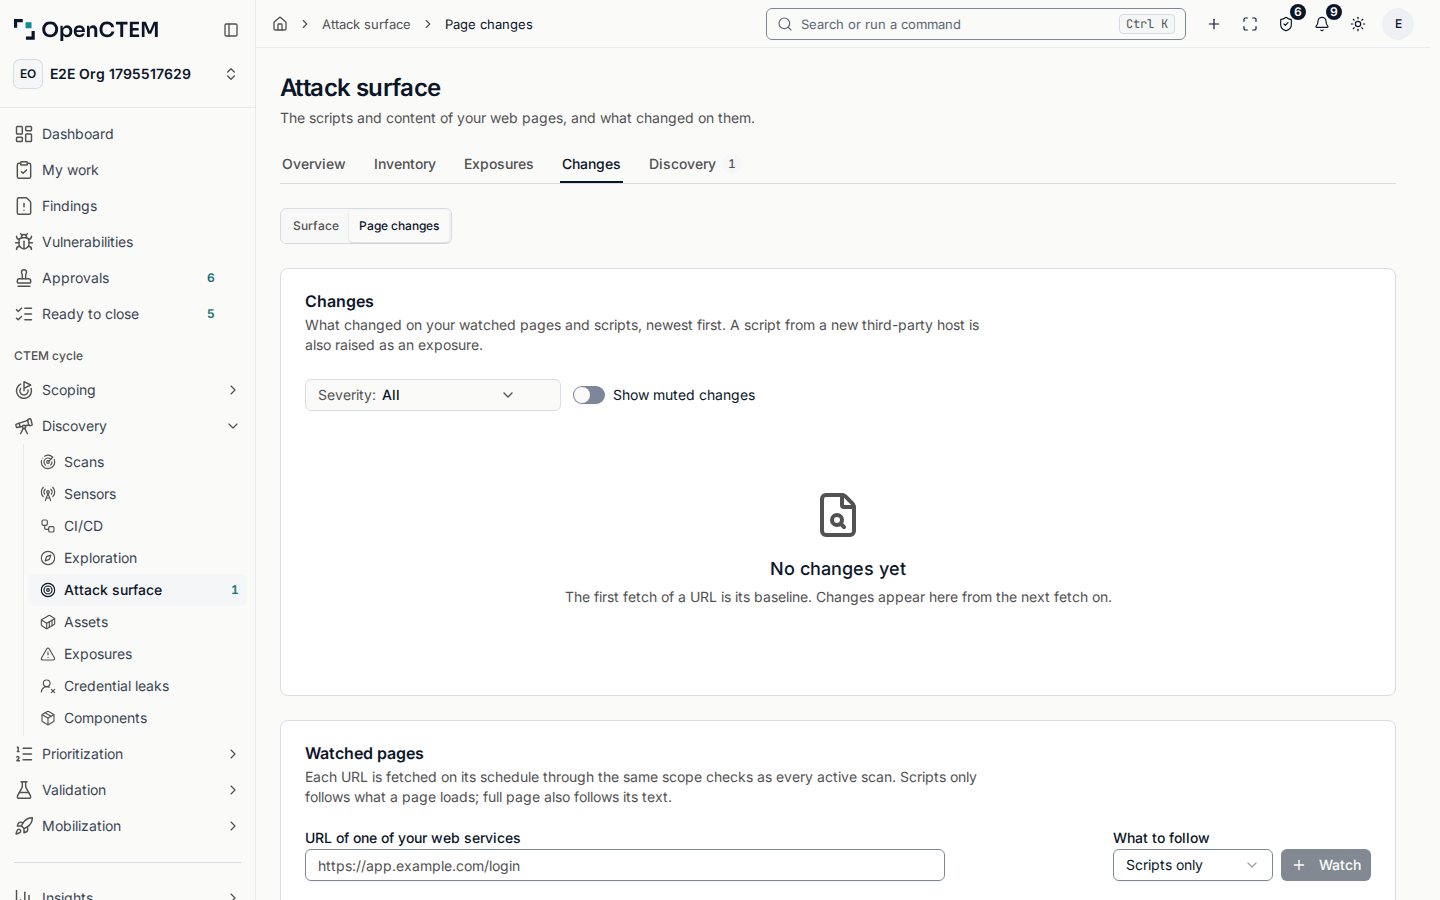 OpenCTEM
EO E2E Org 1795517629
Dashboard
My work
Findings
Vulnerabilities
Approvals 6
Ready to close 5
CTEM cycle
Scoping
Discovery
Scans
Sensors
CI/CD
Exploration
Attack surface 1
Assets
Exposures
Credential leaks
Components
Prioritization
Validation
Mobilization
Insights
Attack surface
Page changes
Search or run a command Ctrl K
6
9
E
Attack surface
The scripts and content of your web pages, and what changed on them.
Overview Inventory Exposures Changes Discovery 1
Surface Page changes
Changes
What changed on your watched pages and scripts, newest first. A script from a new third-party host is
also raised as an exposure.
Severity: All
Show muted changes
No changes yet
The first fetch of a URL is its baseline. Changes appear here from the next fetch on.
Watched pages
Each URL is fetched on its schedule through the same scope checks as every active scan. Scripts only
follows what a page loads; full page also follows its text.
URL of one of your web services
https://app.example.com/login
What to follow
Scripts only
Watch